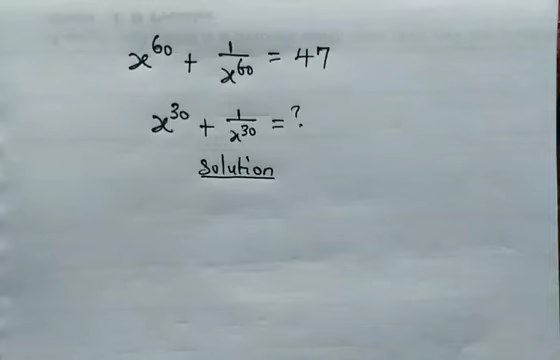 x^60 + 1/x^60 = 47
x^30 + 1/x^30 = ?
Solution